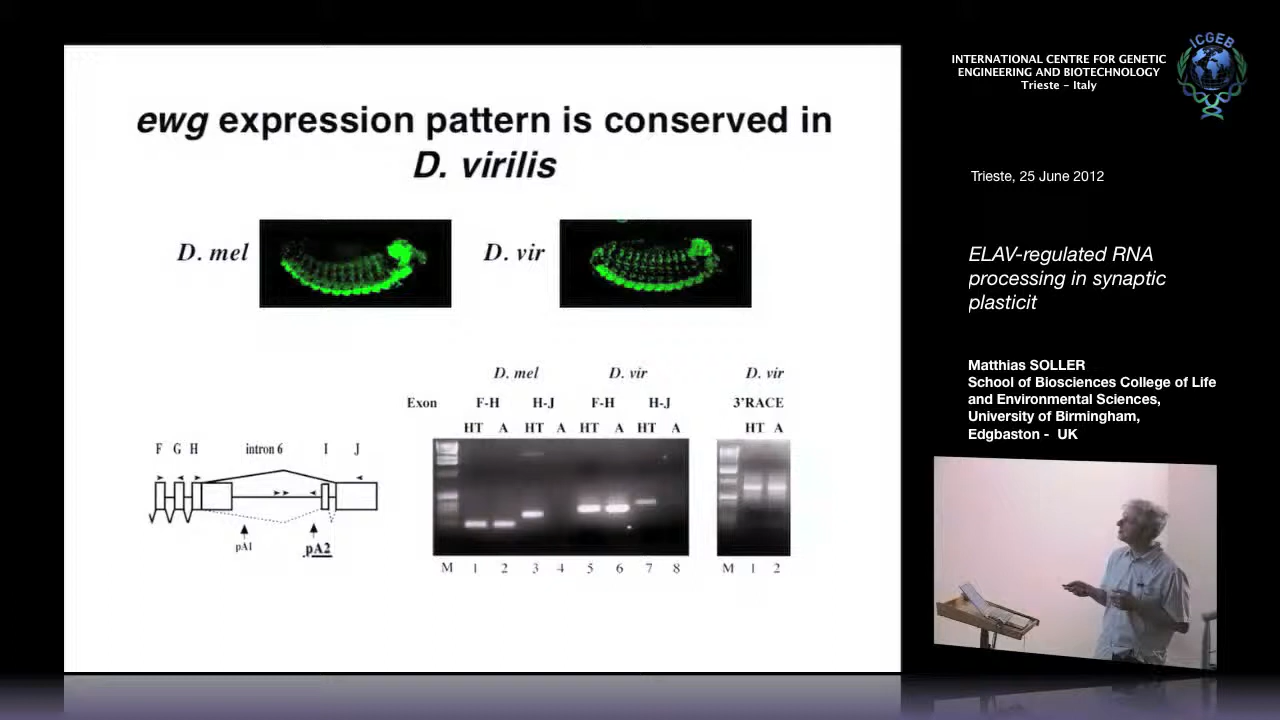 ewg expression pattern is conserved in
D. virilis
D. mel
D. vir
D. mel D. vir D. vir
Exon F-H H-J F-H H-J 3'RACE
HT A HT A HT A HT A HT A
F G H intron 6 I J
pA1
pA2
M 1 2 3 4 5 6 7 8 M 1 2
INTERNATIONAL CENTRE FOR GENETIC
ENGINEERING AND BIOTECHNOLOGY
Trieste - Italy
ICGEB
Trieste, 25 June 2012
ELAV-regulated RNA
processing in synaptic
plasticit
Matthias SOLLER
School of Biosciences College of Life
and Environmental Sciences,
University of Birmingham,
Edgbaston - UK